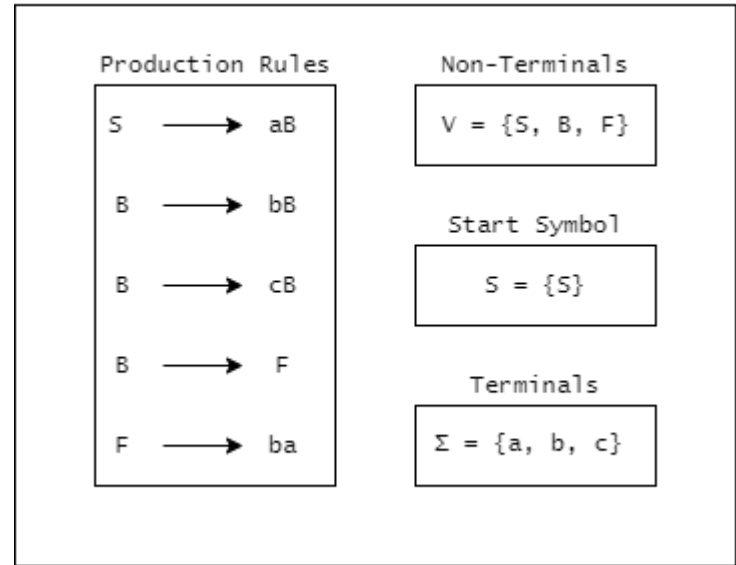 Production Rules
S → aB
B → bB
B → cB
B → F
F → ba
Non-Terminals
V = {S, B, F}
Start Symbol
S = {S}
Terminals
Σ = {a, b, c}